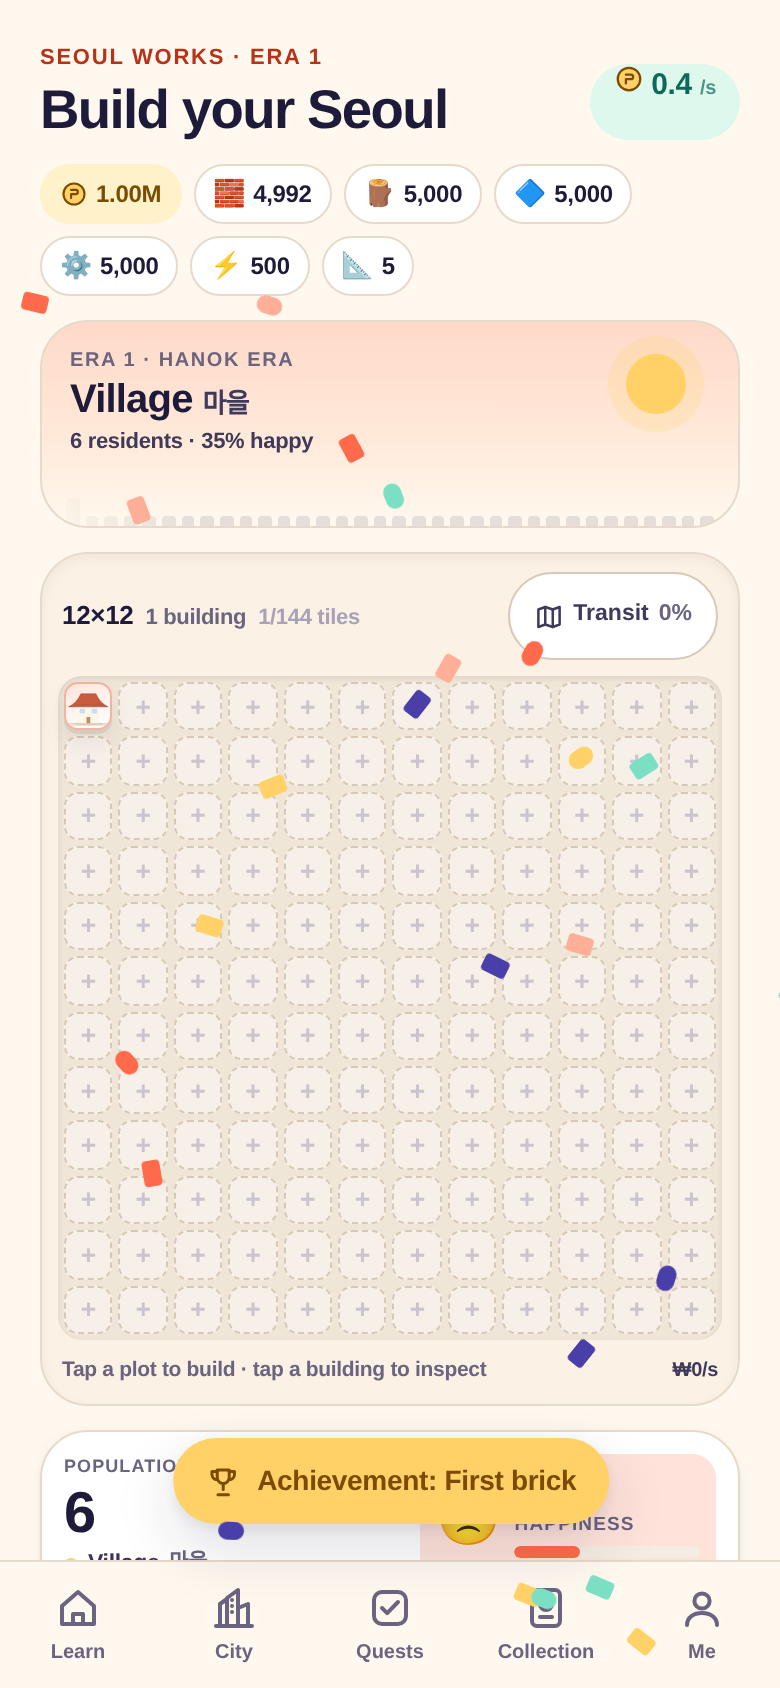 SEOUL WORKS · ERA 1
Build your Seoul
0.4 /s
1.00M
4,992
5,000
5,000
5,000
500
5
ERA 1 · HANOK ERA
Village 마을
6 residents · 35% happy
12×12 1 building 1/144 tiles
Transit 0%
Tap a plot to build · tap a building to inspect
₩0/s
POPULATIO
Achievement: First brick
6
HAPPINESS
Village 마을
Learn
City
Quests
Collection
Me